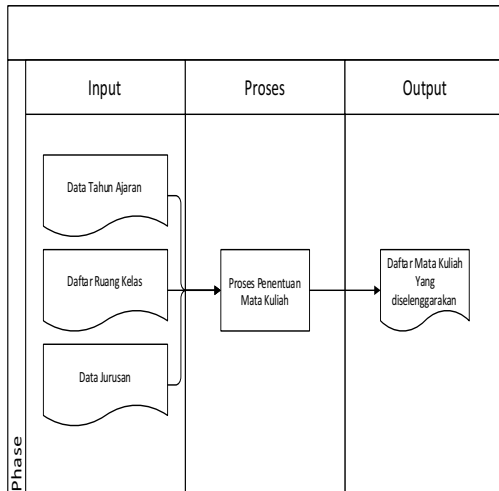 Input
Proses
Output
Data Tahun Ajaran
Daftar Ruang Kelas
Data Jurusan
Proses Penentuan
Mata Kuliah
Daftar Mata Kuliah
Yang
diselenggarakan
Phase